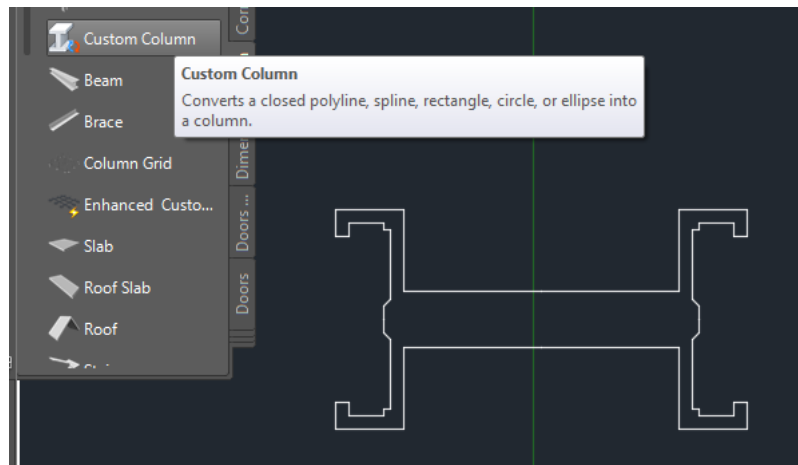 Custom Column
Beam
Brace
Column Grid
Enhanced Custo...
Slab
Roof Slab
Roof
Custom Column
Converts a closed polyline, spline, rectangle, circle, or ellipse into
a column.
Doors ...
Doors